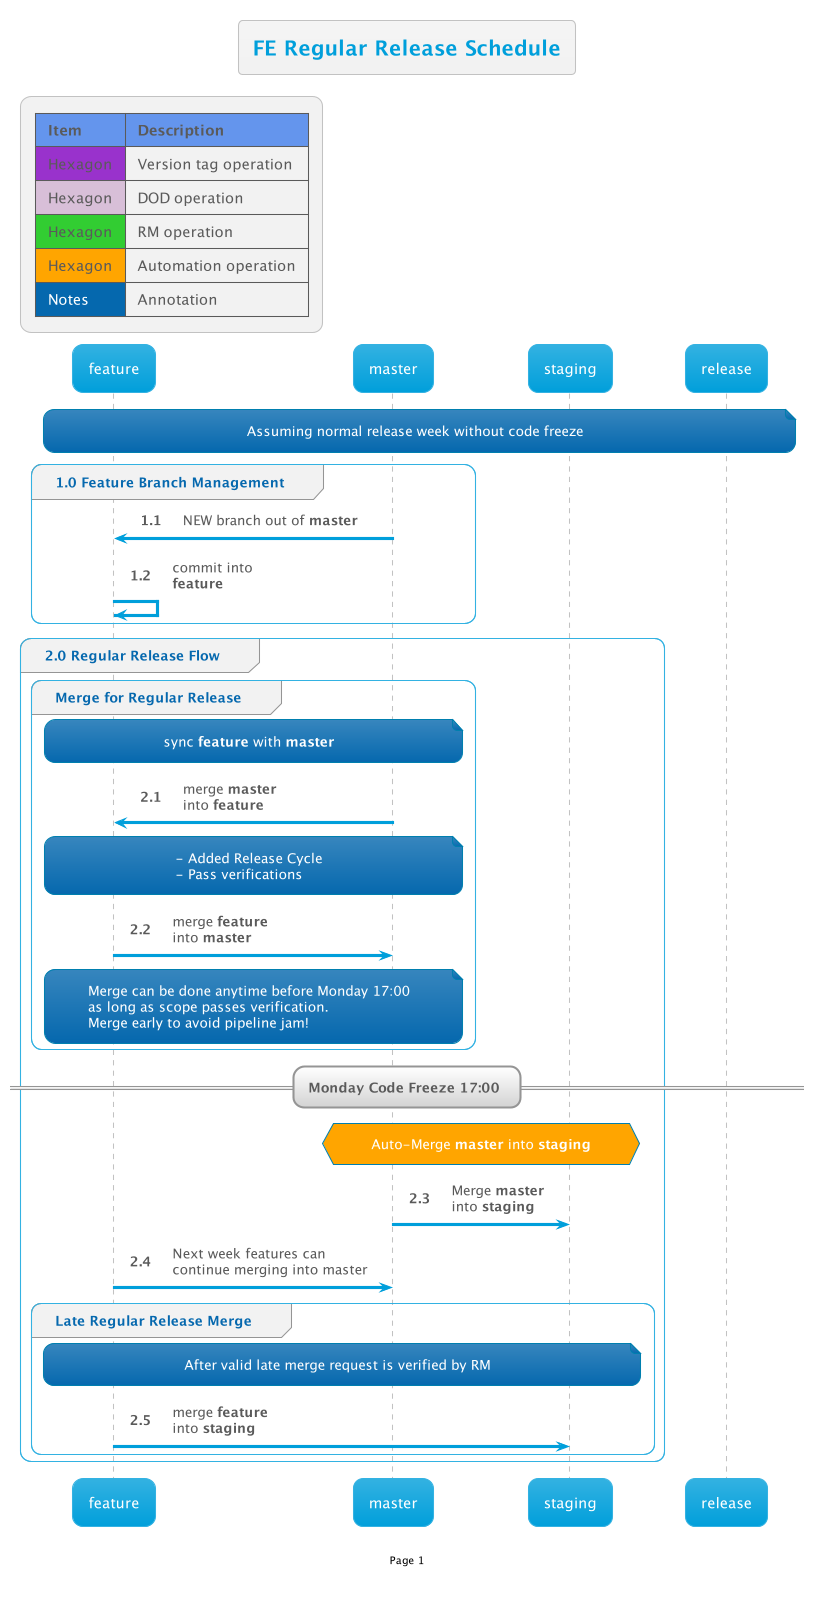 FE Regular Release Schedule
Item Description
Hexagon Version tag operation
Hexagon DOD operation
Hexagon RM operation
Hexagon Automation operation
Notes Annotation
feature master staging release
Assuming normal release week without code freeze
1.0 Feature Branch Management
1.1 NEW branch out of master
1.2 commit into
feature
2.0 Regular Release Flow
Merge for Regular Release
sync feature with master
2.1 merge master
into feature
- Added Release Cycle
- Pass verifications
2.2 merge feature
into master
Merge can be done anytime before Monday 17:00
as long as scope passes verification.
Merge early to avoid pipeline jam!
Monday Code Freeze 17:00
Auto-Merge master into staging
2.3 Merge master
into staging
2.4 Next week features can
continue merging into master
Late Regular Release Merge
After valid late merge request is verified by RM
2.5 merge feature
into staging
feature master staging release
Page 1